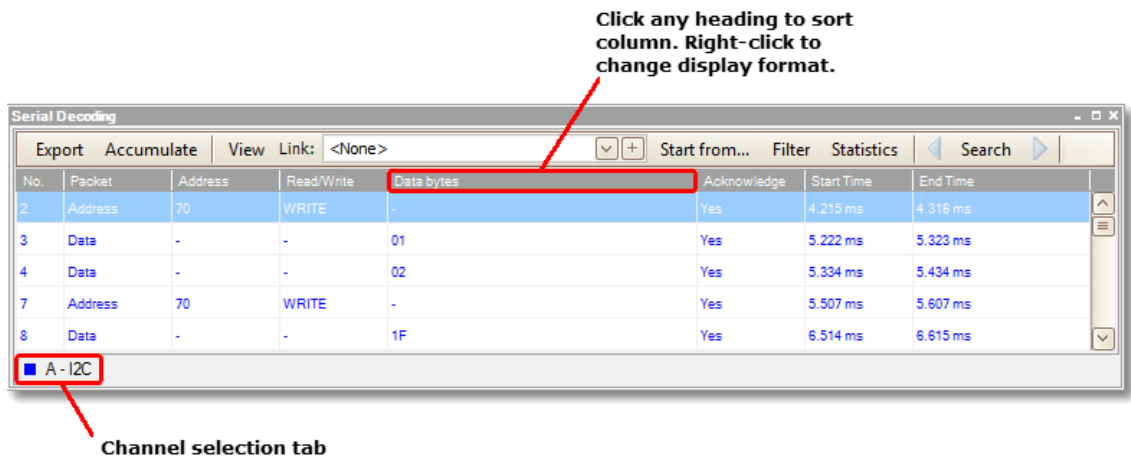 Click any heading to sort
column. Right-click to
change display format.
Serial Decoding
Export Accumulate View Link: <None> Start from... Filter Statistics Search
No. Packet Address Read/Write Data bytes Acknowledge Start Time End Time
2 Address 70 WRITE - Yes 4.215 ms 4.316 ms
3 Data - - 01 Yes 5.222 ms 5.323 ms
4 Data - - 02 Yes 5.334 ms 5.434 ms
7 Address 70 WRITE - Yes 5.507 ms 5.607 ms
8 Data - - 1F Yes 6.514 ms 6.615 ms
A - I2C
Channel selection tab